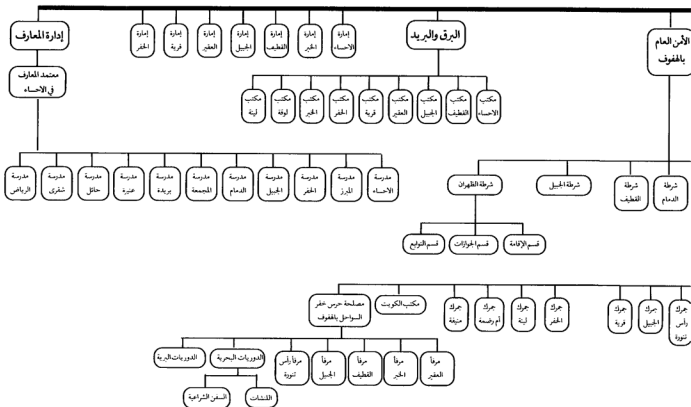 الأمن العام
بالهفوف
البرق والبريد
إمارة
الاحساء
إمارة
الخبر
إمارة
القطيف
إمارة
الجبيل
إمارة
العقير
إمارة
قرية
إمارة
الحفر
إدارة المعارف
معتمد المعارف
في الاحساء
مكتب
الاحساء
مكتب
القطيف
مكتب
الجبيل
مكتب
العقير
مكتب
قرية
مكتب
الحفر
مكتب
الخبر
مكتب
لوقة
مكتب
لينة
شرطة
الدمام
شرطة
القطيف
شرطة الجبيل
شرطة الظهران
مدرسة
الاحساء
مدرسة
المبرز
مدرسة
الحفر
مدرسة
الجبيل
مدرسة
الدمام
مدرسة
المجمعة
مدرسة
بريدة
مدرسة
عنيزة
مدرسة
حائل
مدرسة
شقرى
مدرسة
الرياض
قسم الإقامة
قسم الجوازات
قسم التوابع
جمرك
رأس
تنورة
جمرك
الجبيل
جمرك
قرية
جمرك
الحفر
جمرك
لينة
جمرك
أم رضمة
جمرك
منيفة
مكتب الكويت
مصلحة حرس خفر
السواحل بالهفوف
مرفأ
العقير
مرفأ
الخبر
مرفأ
القطيف
مرفأ
الجبيل
مرفأ رأس
تنورة
الدوريات البحرية
الدوريات البرية
اللنشات
السفن الشراعية